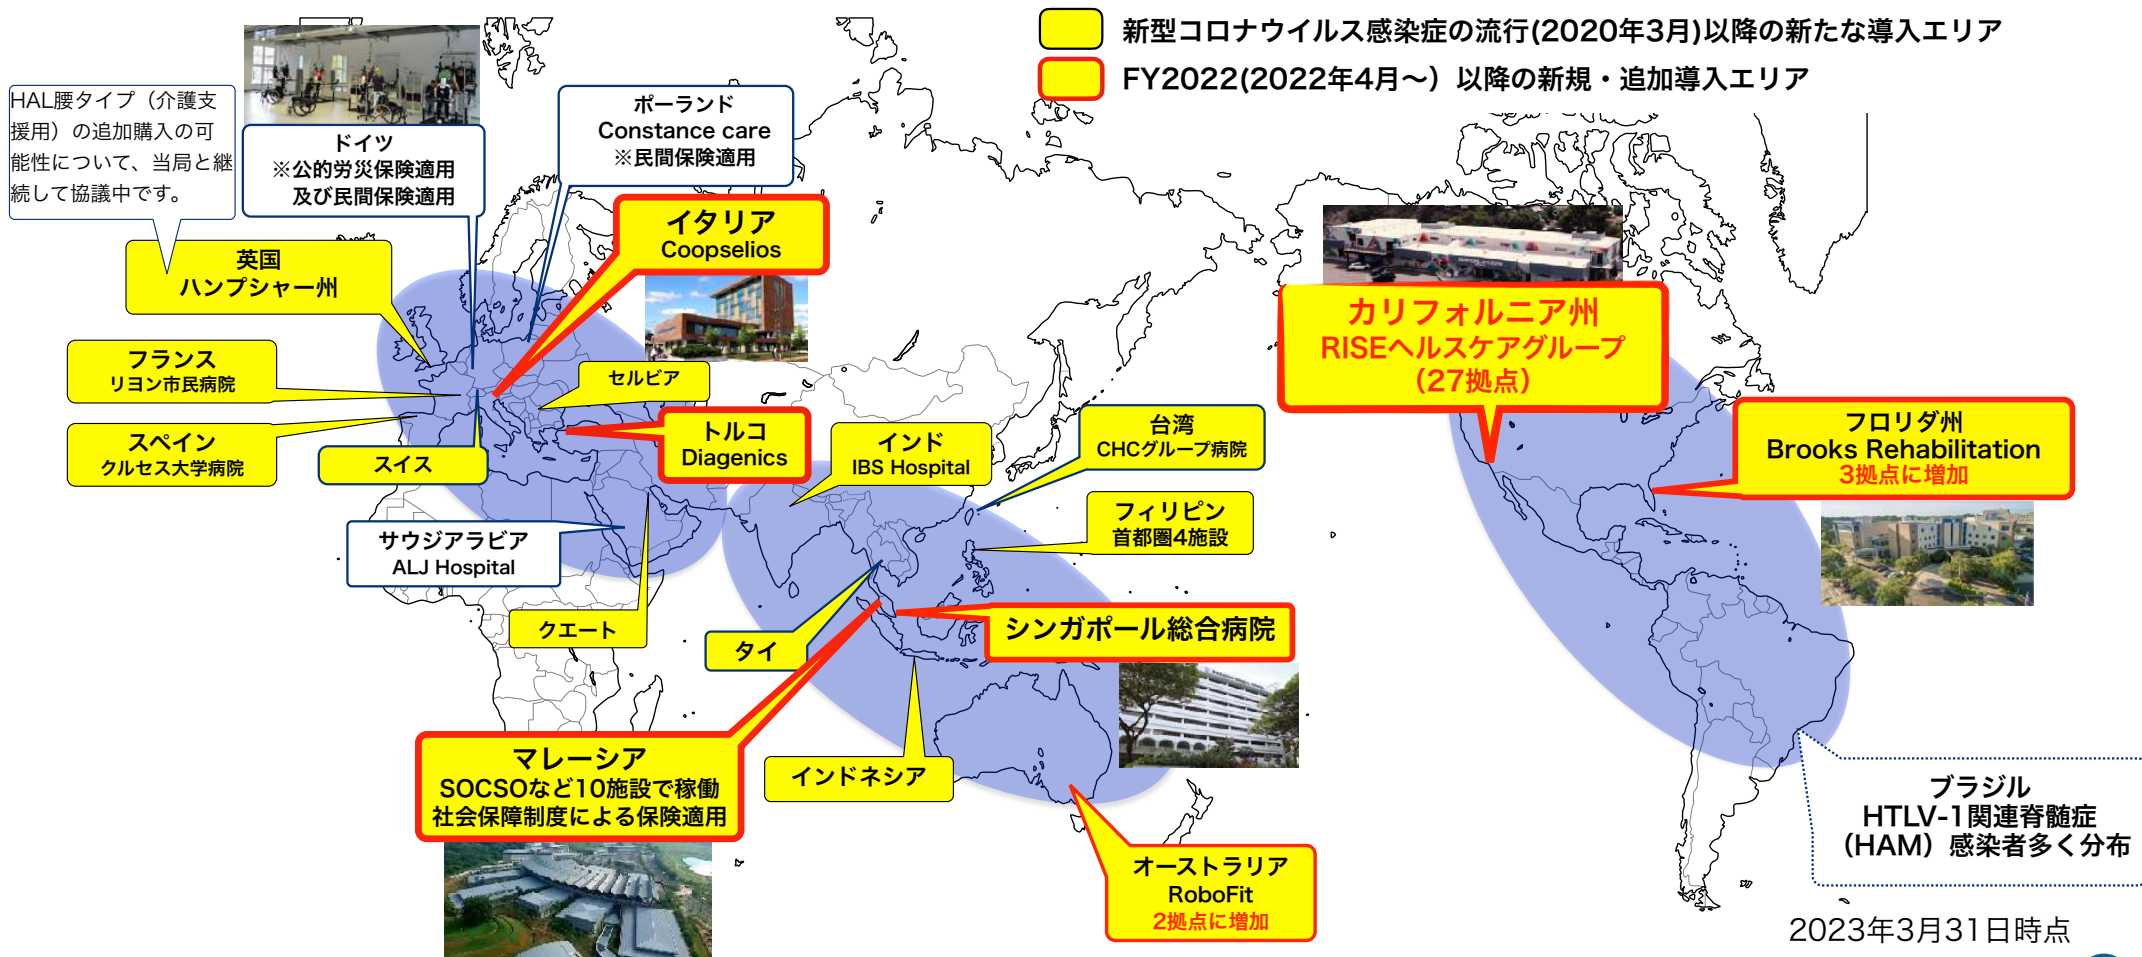 新型コロナウイルス感染症の流行(2020年3月)以降の新たな導入エリア
FY2022(2022年4月〜）以降の新規・追加導入エリア
HAL腰タイプ（介護支
援用）の追加購入の可
能性について、当局と継
続して協議中です。
ドイツ
※公的労災保険適用
及び民間保険適用
ポーランド
Constance care
※民間保険適用
イタリア
Coopselios
英国
ハンプシャー州
フランス
リヨン市民病院
スペイン
クルセス大学病院
スイス
セルビア
トルコ
Diagenics
サウジアラビア
ALJ Hospital
クエート
インド
IBS Hospital
台湾
CHCグループ病院
フィリピン
首都圏4施設
タイ
シンガポール総合病院
マレーシア
SOCSOなど10施設で稼働
社会保障制度による保険適用
インドネシア
オーストラリア
RoboFit
2拠点に増加
カリフォルニア州
RISEヘルスケアグループ
（27拠点）
フロリダ州
Brooks Rehabilitation
3拠点に増加
ブラジル
HTLV-1関連脊髄症
（HAM）感染者多く分布
2023年3月31日時点